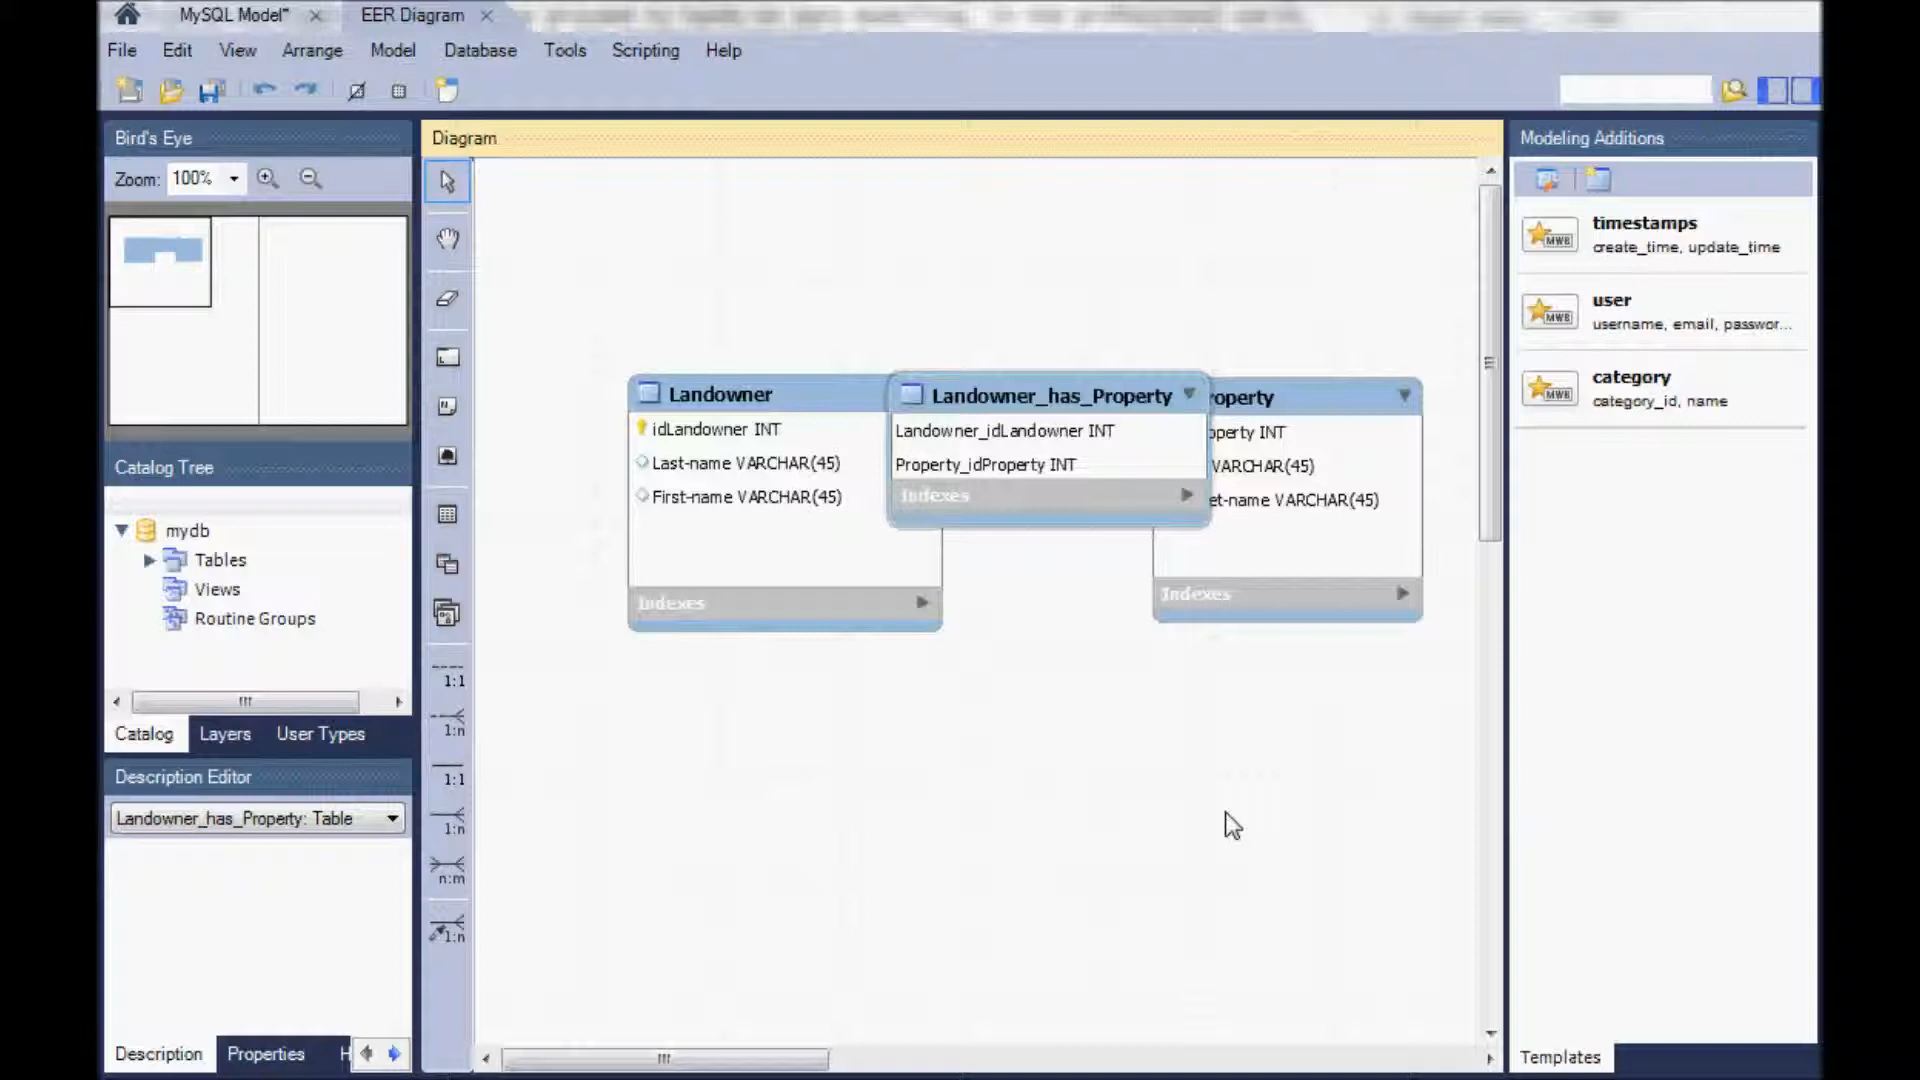 MySQL Model*
EER Diagram
File Edit View Arrange Model Database Tools Scripting Help
Bird's Eye
Zoom: 100%
Catalog Tree
mydb
Tables
Views
Routine Groups
Catalog Layers User Types
Description Editor
Landowner_has_Property: Table
Description Properties H
Diagram
1:1
1:n
1:1
1:n
n:m
1:n
Landowner
idLandowner INT
Last-name VARCHAR(45)
First-name VARCHAR(45)
Indexes
Landowner_has_Property
Landowner_idLandowner INT
Property_idProperty INT
Indexes
roperty
operty INT
VARCHAR(45)
et-name VARCHAR(45)
Indexes
Modeling Additions
MWB
timestamps
create_time, update_time
MWB
user
username, email, passwor...
MWB
category
category_id, name
Templates